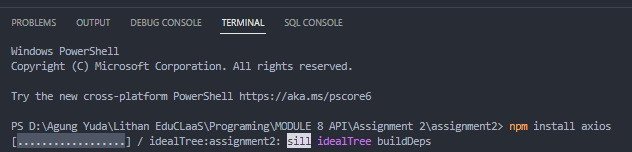 PROBLEMS OUTPUT DEBUG CONSOLE TERMINAL SQL CONSOLE
Windows PowerShell
Copyright (C) Microsoft Corporation. All rights reserved.
Try the new cross-platform PowerShell https://aka.ms/pscore6
PS D:\Agung Yuda\Lithan EduCLaaS\Programing\MODULE 8 API\Assignment 2\assignment2> npm install axios
[..................] / idealTree:assignment2: sill idealTree buildDeps